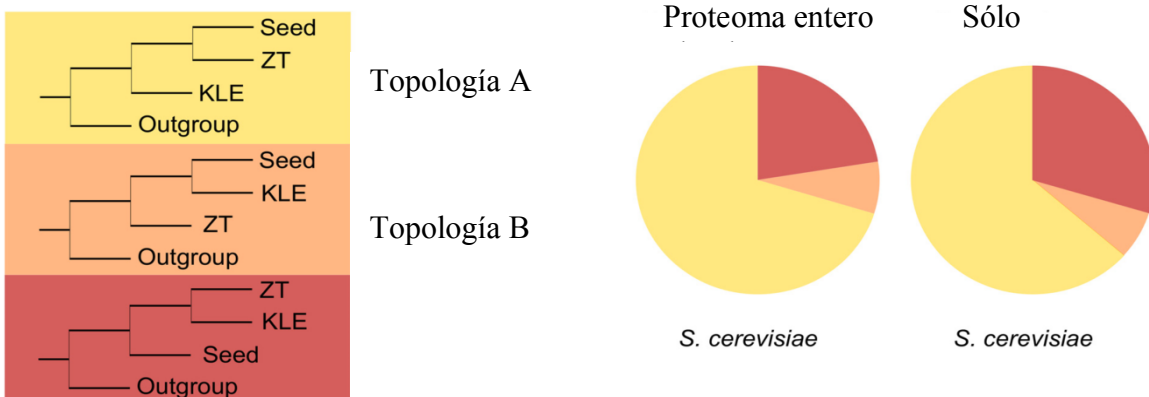 Seed
ZT
KLE
Outgroup
Topología A
Seed
KLE
ZT
Outgroup
Topología B
ZT
KLE
Seed
Outgroup
Proteoma entero
Sólo
S. cerevisiae
S. cerevisiae